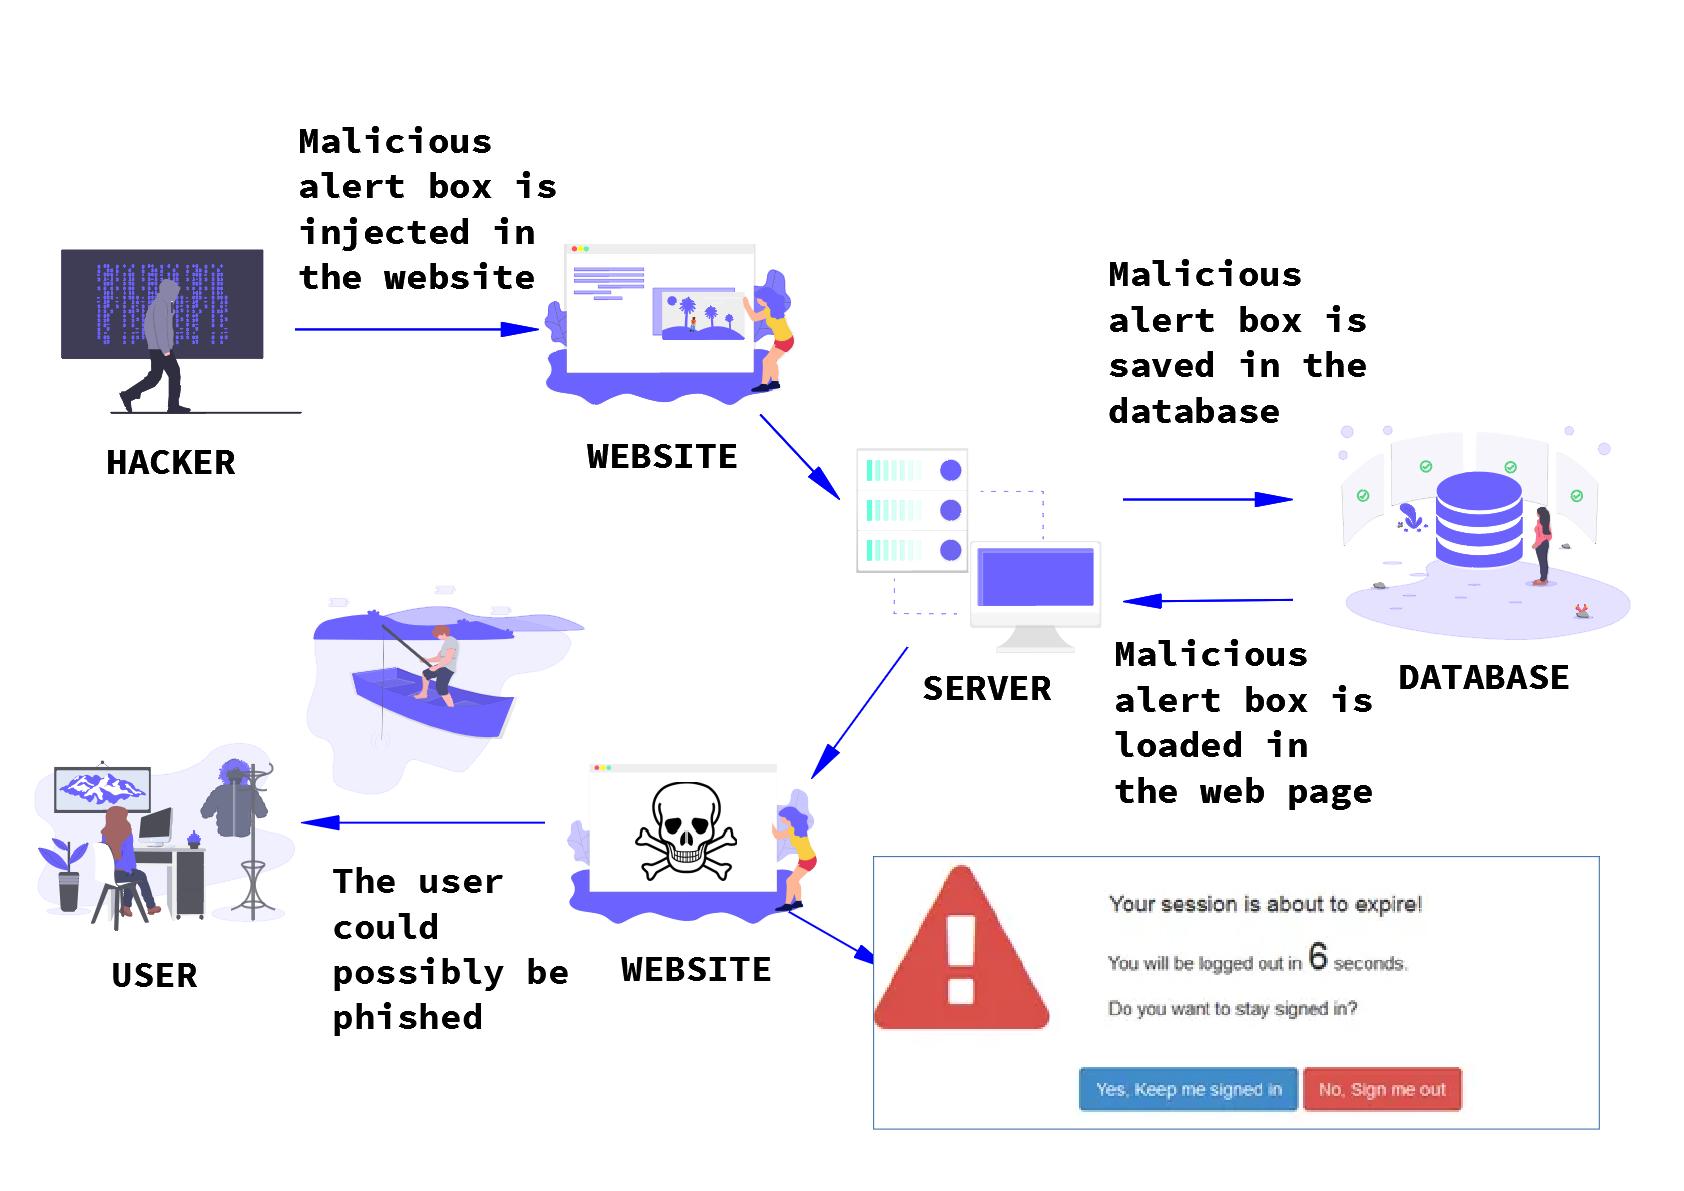 Malicious
alert box is
injected in
the website
HACKER
WEBSITE
Malicious
alert box is
saved in the
database
SERVER
DATABASE
Malicious
alert box is
loaded in
the web page
USER
The user
could
possibly be
phished
WEBSITE
Your session is about to expire!
You will be logged out in 6 seconds.
Do you want to stay signed in?
Yes, Keep me signed in
No, Sign me out